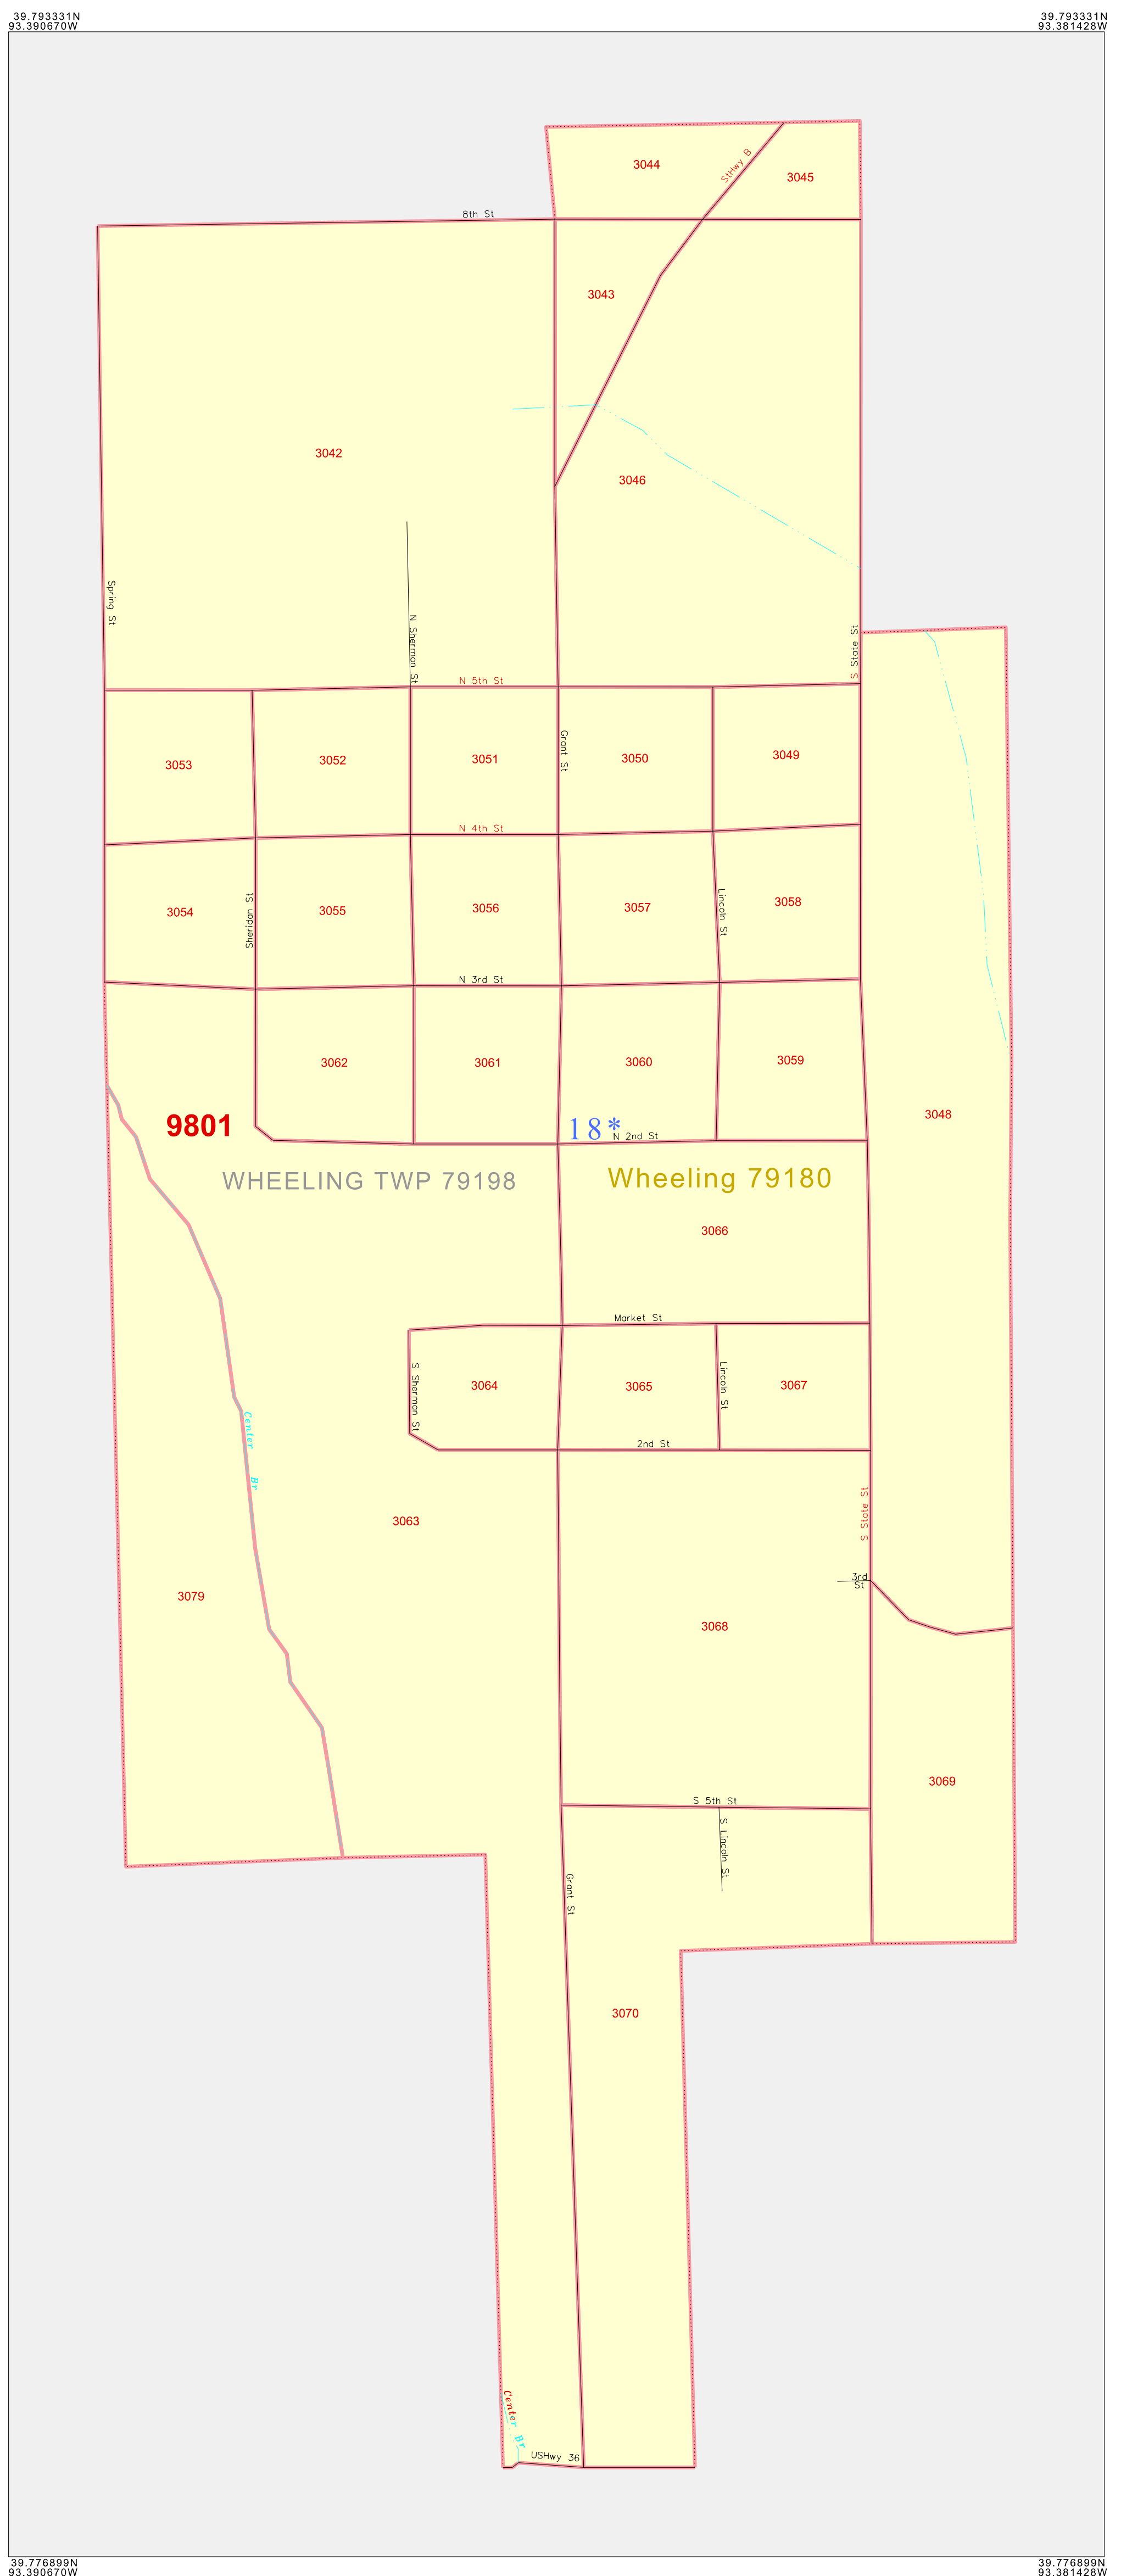 39.793331N
93.390670W
39.793331N
93.381428W
3044
StHwy B
3045
8th St
3043
3042
3046
Spring St
N Sherman St
S State St
N 5th St
3053
3052
3051
Grant St
3050
3049
N 4th St
3054
Sheridan St
3055
3056
3057
Lincoln St
3058
N 3rd St
3062
3061
3060
3059
3048
9801
18*
N 2nd St
WHEELING TWP 79198
Wheeling 79180
3066
Market St
S Sherman St
3064
3065
Lincoln St
3067
Center Br
2nd St
S State St
3063
3rd
St
3079
3068
3069
S 5th St
S Lincoln St
Grant St
3070
Center Br
USHwy 36
39.776899N
93.390670W
39.776899N
93.381428W